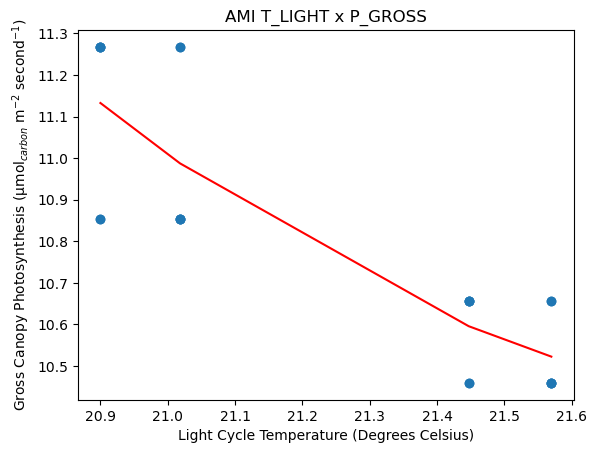 AMI T_LIGHT x P_GROSS
Gross Canopy Photosynthesis (µmol_carbon m⁻² second⁻¹)
11.3
11.2
11.1
11.0
10.9
10.8
10.7
10.6
10.5
20.9 21.0 21.1 21.2 21.3 21.4 21.5 21.6
Light Cycle Temperature (Degrees Celsius)